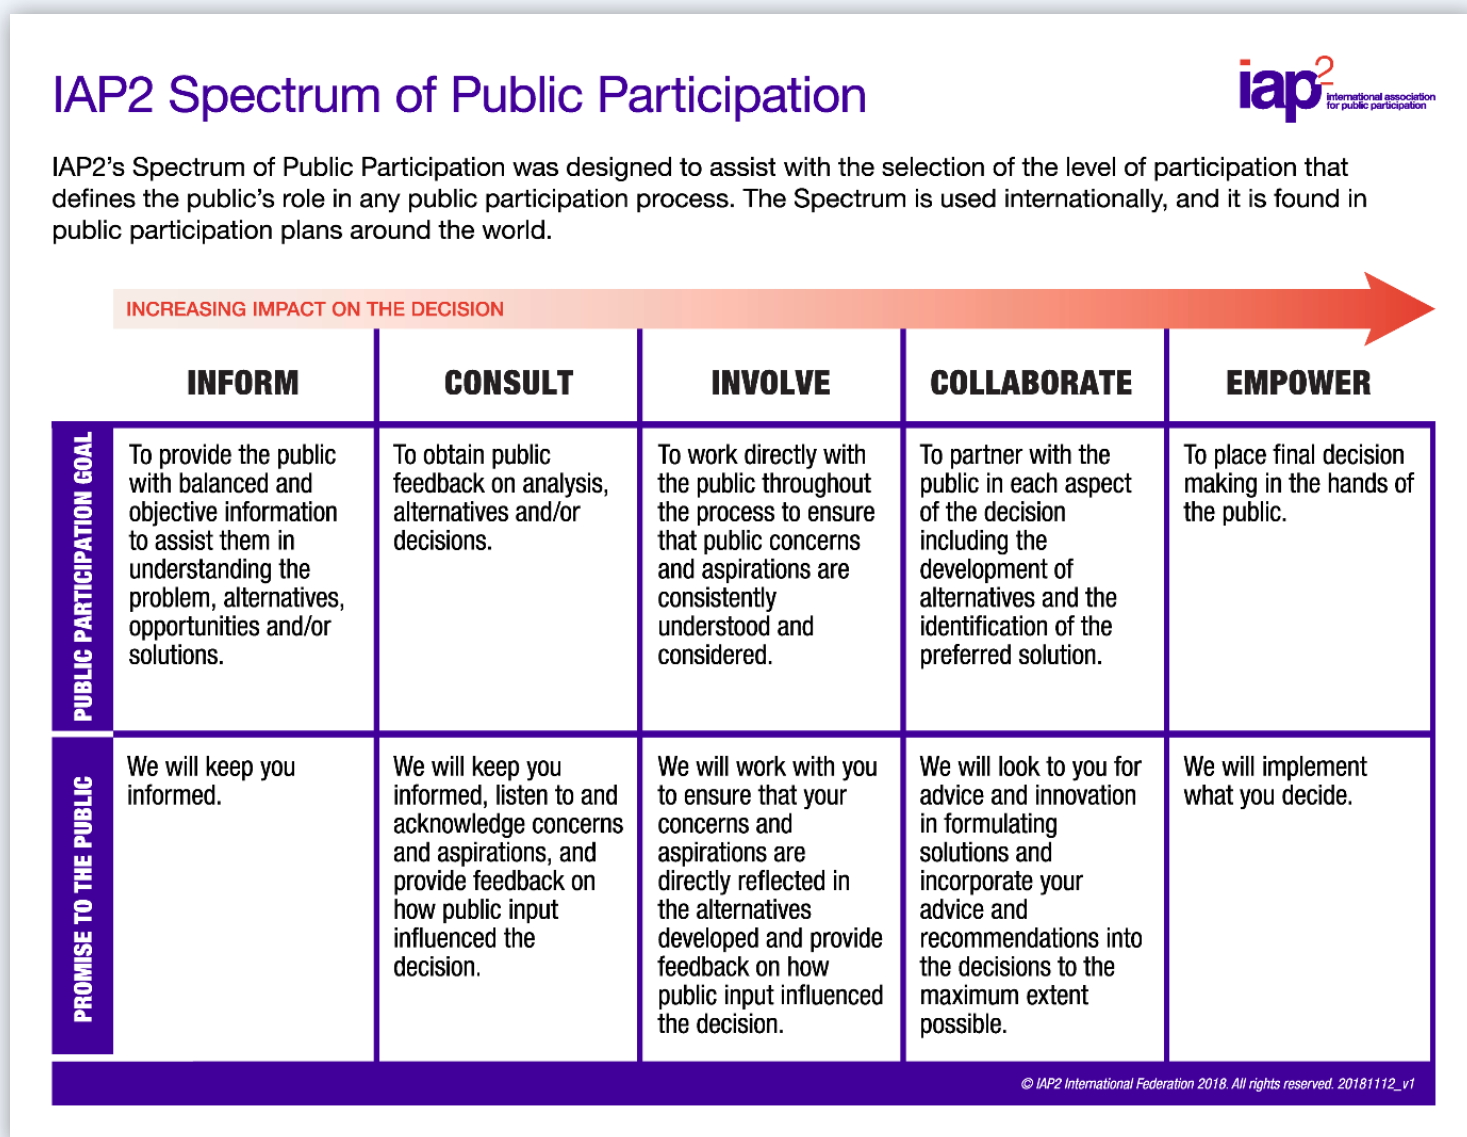 IAP2 Spectrum of Public Participation
iap2
international association
for public participation
IAP2’s Spectrum of Public Participation was designed to assist with the selection of the level of participation that
defines the public’s role in any public participation process. The Spectrum is used internationally, and it is found in
public participation plans around the world.
INCREASING IMPACT ON THE DECISION
INFORM
CONSULT
INVOLVE
COLLABORATE
EMPOWER
PUBLIC PARTICIPATION GOAL
To provide the public
with balanced and
objective information
to assist them in
understanding the
problem, alternatives,
opportunities and/or
solutions.
To obtain public
feedback on analysis,
alternatives and/or
decisions.
To work directly with
the public throughout
the process to ensure
that public concerns
and aspirations are
consistently
understood and
considered.
To partner with the
public in each aspect
of the decision
including the
development of
alternatives and the
identification of the
preferred solution.
To place final decision
making in the hands of
the public.
PROMISE TO THE PUBLIC
We will keep you
informed.
We will keep you
informed, listen to and
acknowledge concerns
and aspirations, and
provide feedback on
how public input
influenced the
decision.
We will work with you
to ensure that your
concerns and
aspirations are
directly reflected in
the alternatives
developed and provide
feedback on how
public input influenced
the decision.
We will look to you for
advice and innovation
in formulating
solutions and
incorporate your
advice and
recommendations into
the decisions to the
maximum extent
possible.
We will implement
what you decide.
© IAP2 International Federation 2018. All rights reserved. 20181112_v1